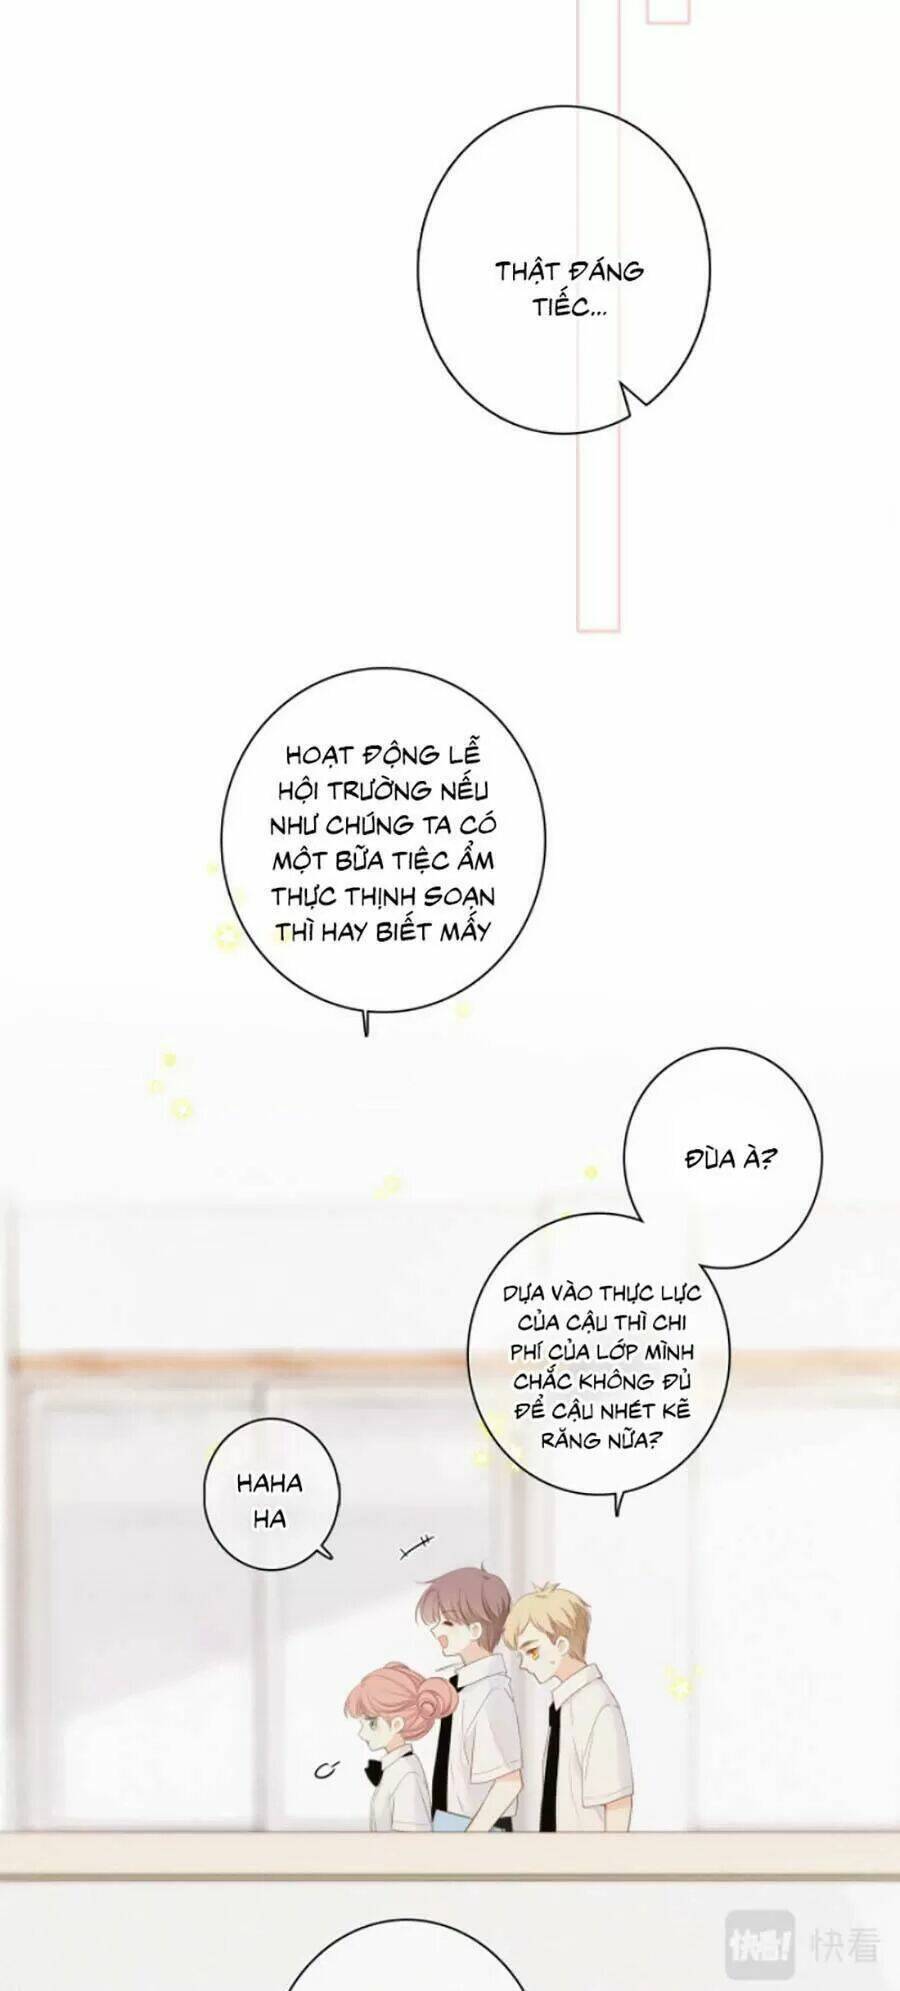 THẬT ĐÁNG
TIẾC...
HOẠT ĐỘNG LỄ
HỘI TRƯỜNG NẾU
NHƯ CHÚNG TA CÓ
MỘT BỮA TIỆC ẨM
THỰC THỊNH SOẠN
THÌ HAY BIẾT MẤY
ĐÙA À?
DỰA VÀO THỰC LỰC
CỦA CẬU THÌ CHI
PHÍ CỦA LỚP MÌNH
CHẮC KHÔNG ĐỦ
ĐỂ CẬU NHÉT KẼ
RĂNG NỮA?
HAHA
HA
快看! 快看